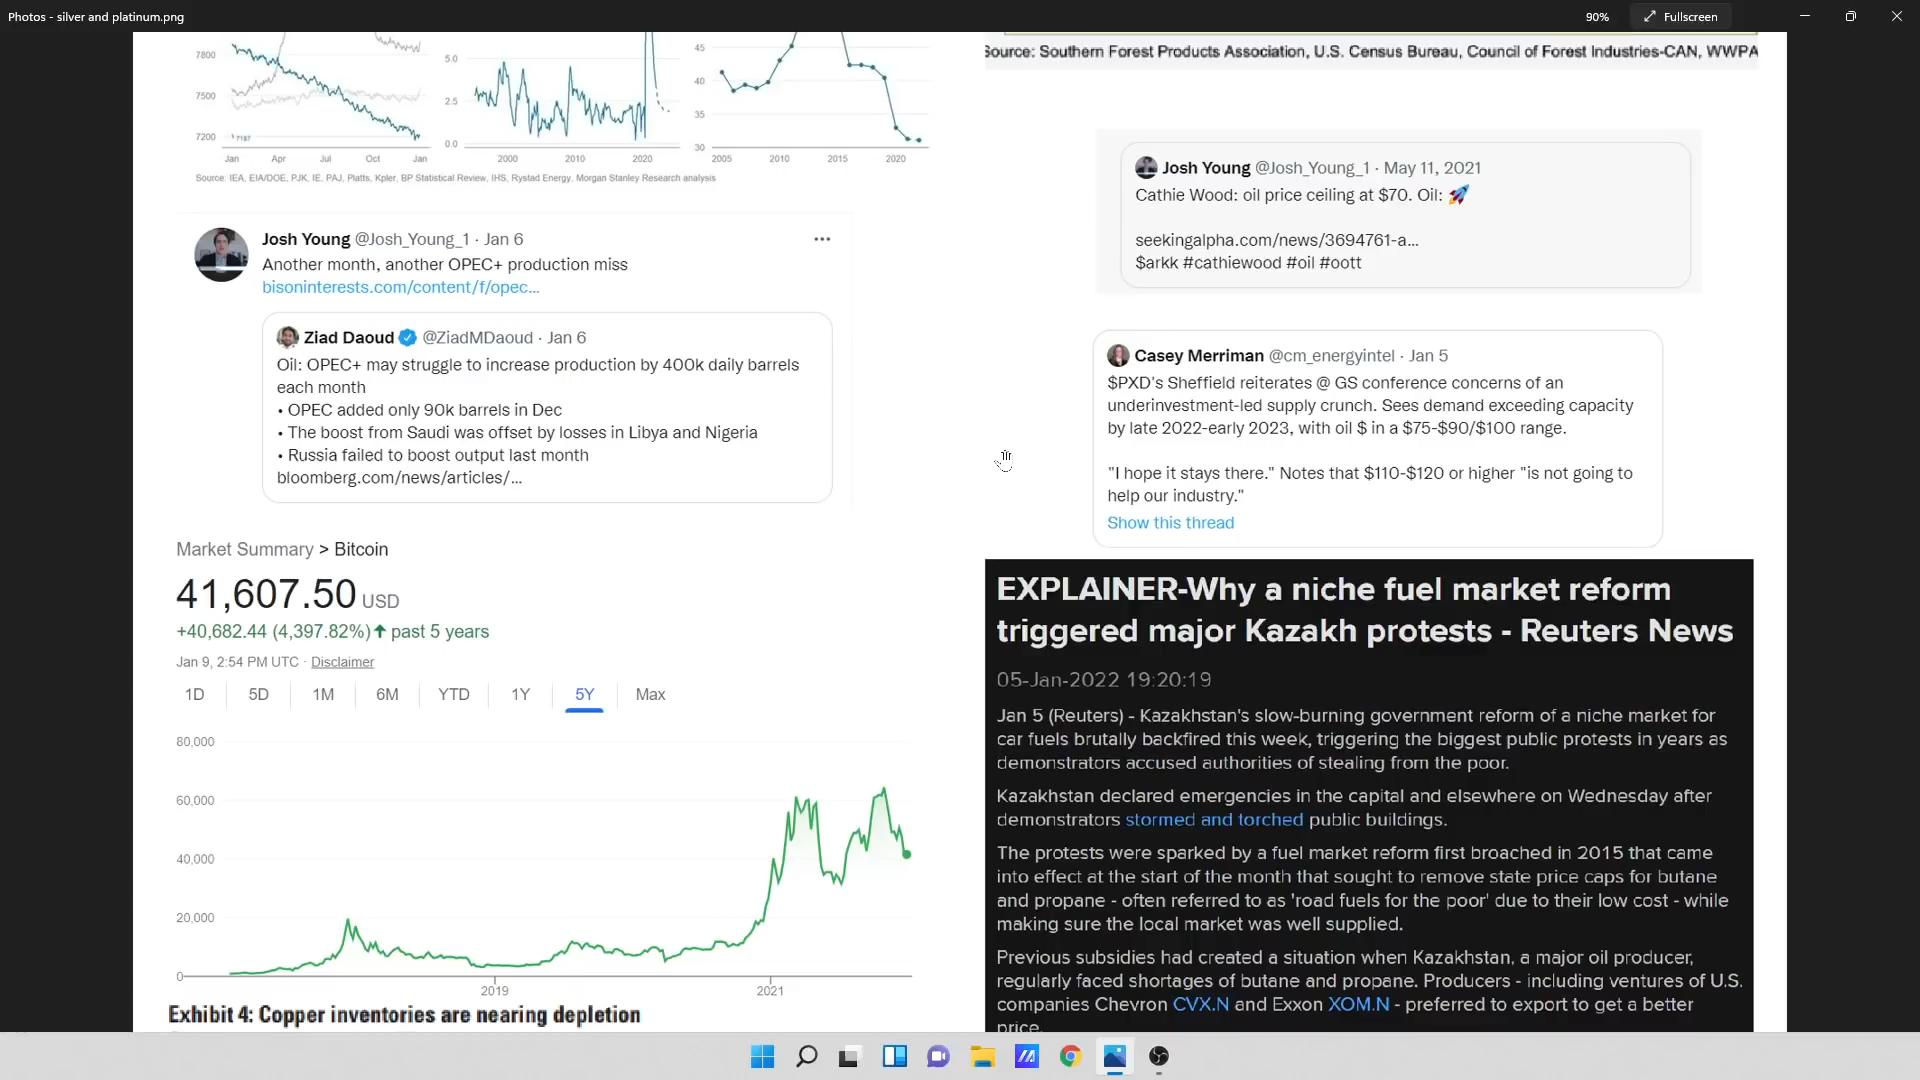 Photos - silver and platinum.png
90%
Fullscreen
7800
7500
7200
7197
Jan Apr Jul Oct Jan
5.0
2.5
0.0
2000 2010 2020
45
40
35
30
2005 2010 2015 2020
Source: IEA, EIA/DOE, PJK, IE, PAJ, Platts, Kpler, BP Statistical Review, IHS, Rystad Energy, Morgan Stanley Research analysis
Josh Young @Josh_Young_1 · Jan 6
Another month, another OPEC+ production miss
bisoninterests.com/content/f/opec…
Ziad Daoud @ZiadMDaoud · Jan 6
Oil: OPEC+ may struggle to increase production by 400k daily barrels
each month
• OPEC added only 90k barrels in Dec
• The boost from Saudi was offset by losses in Libya and Nigeria
• Russia failed to boost output last month
bloomberg.com/news/articles/…
Market Summary > Bitcoin
41,607.50 USD
+40,682.44 (4,397.82%) past 5 years
Jan 9, 2:54 PM UTC · Disclaimer
1D 5D 1M 6M YTD 1Y 5Y Max
80,000
60,000
40,000
20,000
0
2019 2021
Exhibit 4: Copper inventories are nearing depletion
Source: Southern Forest Products Association, U.S. Census Bureau, Council of Forest Industries-CAN, WWPA
Josh Young @Josh_Young_1 · May 11, 2021
Cathie Wood: oil price ceiling at $70. Oil: 🚀
seekingalpha.com/news/3694761-a…
$arkk #cathiewood #oil #oott
Casey Merriman @cm_energyintel · Jan 5
$PXD's Sheffield reiterates @ GS conference concerns of an
underinvestment-led supply crunch. Sees demand exceeding capacity
by late 2022-early 2023, with oil $ in a $75-$90/$100 range.
"I hope it stays there." Notes that $110-$120 or higher "is not going to
help our industry."
Show this thread
EXPLAINER-Why a niche fuel market reform
triggered major Kazakh protests - Reuters News
05-Jan-2022 19:20:19
Jan 5 (Reuters) - Kazakhstan's slow-burning government reform of a niche market for
car fuels brutally backfired this week, triggering the biggest public protests in years as
demonstrators accused authorities of stealing from the poor.
Kazakhstan declared emergencies in the capital and elsewhere on Wednesday after
demonstrators stormed and torched public buildings.
The protests were sparked by a fuel market reform first broached in 2015 that came
into effect at the start of the month that sought to remove state price caps for butane
and propane - often referred to as 'road fuels for the poor' due to their low cost - while
making sure the local market was well supplied.
Previous subsidies had created a situation when Kazakhstan, a major oil producer,
regularly faced shortages of butane and propane. Producers - including ventures of U.S.
companies Chevron CVX.N and Exxon XOM.N - preferred to export to get a better
price.